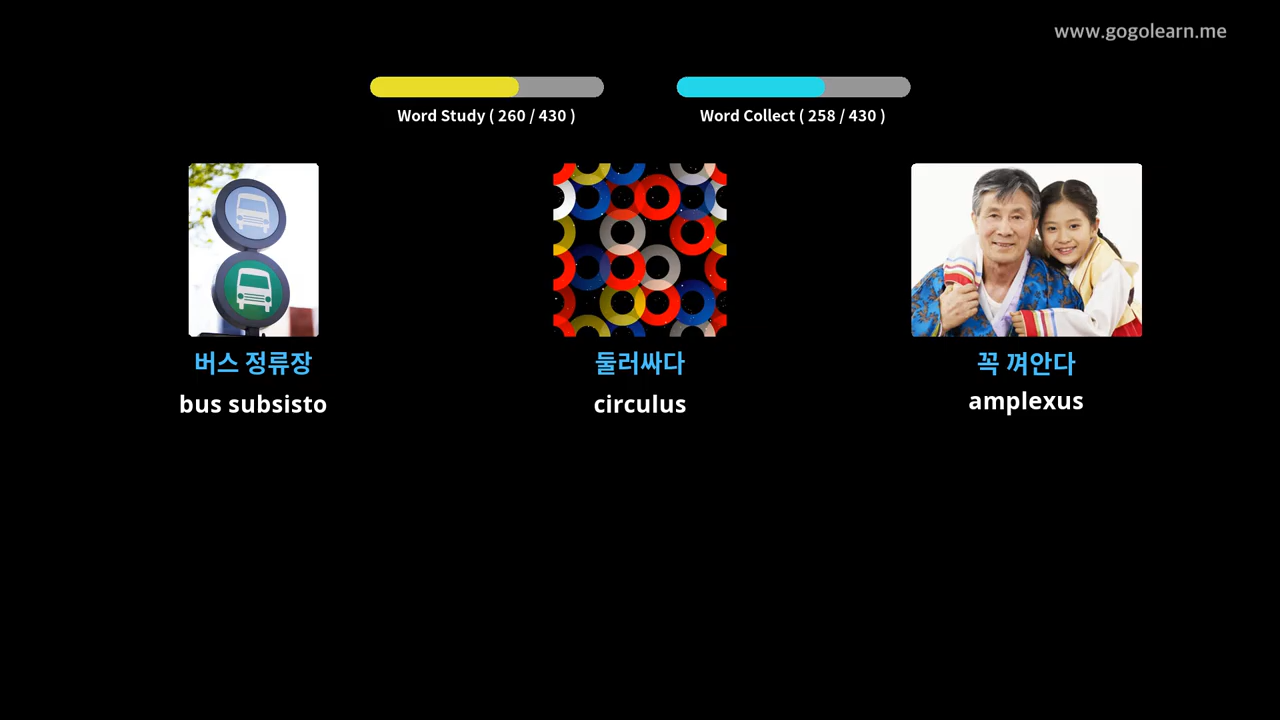 www.gogolearn.me
Word Study ( 260 / 430 )
Word Collect ( 258 / 430 )
버스 정류장
bus subsisto
둘러싸다
circulus
꼭 껴안다
amplexus